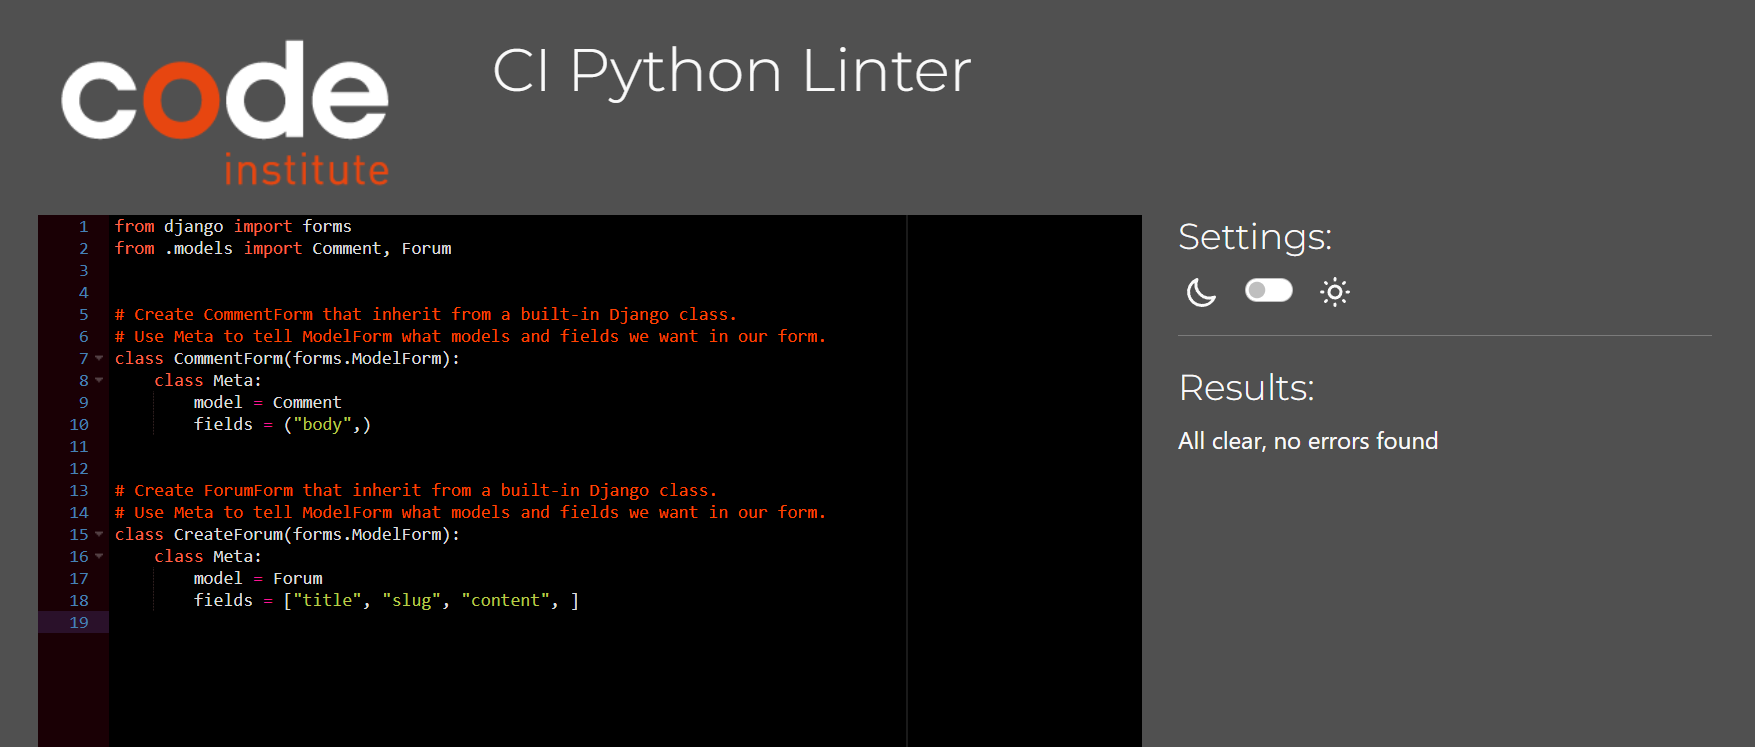 code
institute
CI Python Linter
1 from django import forms
2 from .models import Comment, Forum
3
4
5 # Create CommentForm that inherit from a built-in Django class.
6 # Use Meta to tell ModelForm what models and fields we want in our form.
7 class CommentForm(forms.ModelForm):
8     class Meta:
9         model = Comment
10         fields = ("body",)
11
12
13 # Create ForumForm that inherit from a built-in Django class.
14 # Use Meta to tell ModelForm what models and fields we want in our form.
15 class CreateForum(forms.ModelForm):
16     class Meta:
17         model = Forum
18         fields = ["title", "slug", "content", ]
19
Settings:
Results:
All clear, no errors found